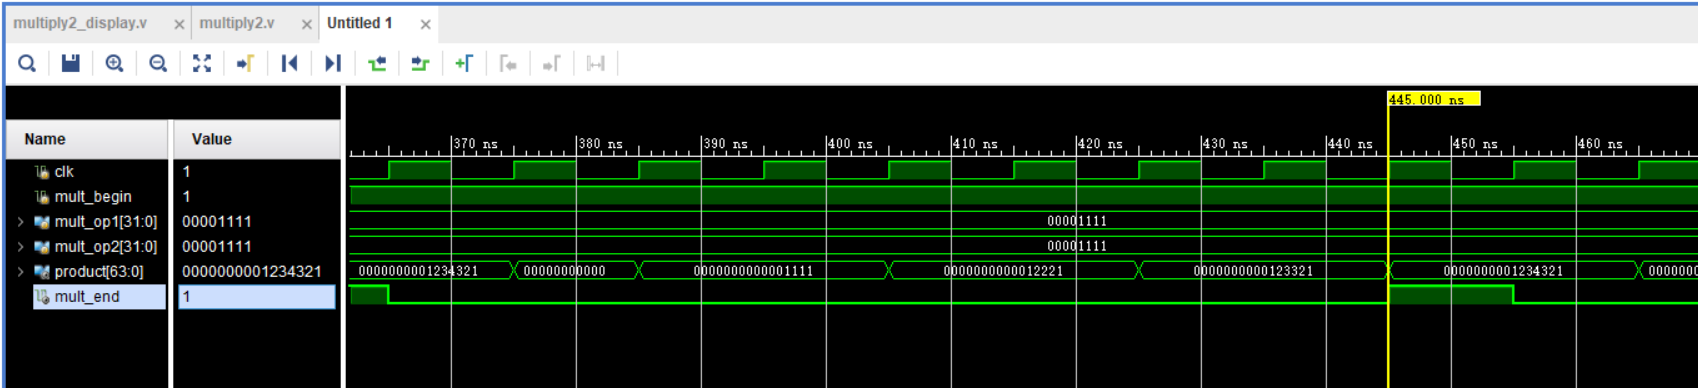 multiply2_display.v × multiply2.v × Untitled 1 ×
445.000 ns
Name Value
370 ns 380 ns 390 ns 400 ns 410 ns 420 ns 430 ns 440 ns 450 ns 460 ns
clk 1
mult_begin 1
mult_op1[31:0] 00001111 00001111
mult_op2[31:0] 00001111 00001111
product[63:0] 0000000001234321 0000000001234321 00000000000 0000000000001111 0000000000012221 0000000000123321 0000000001234321 0000000
mult_end 1